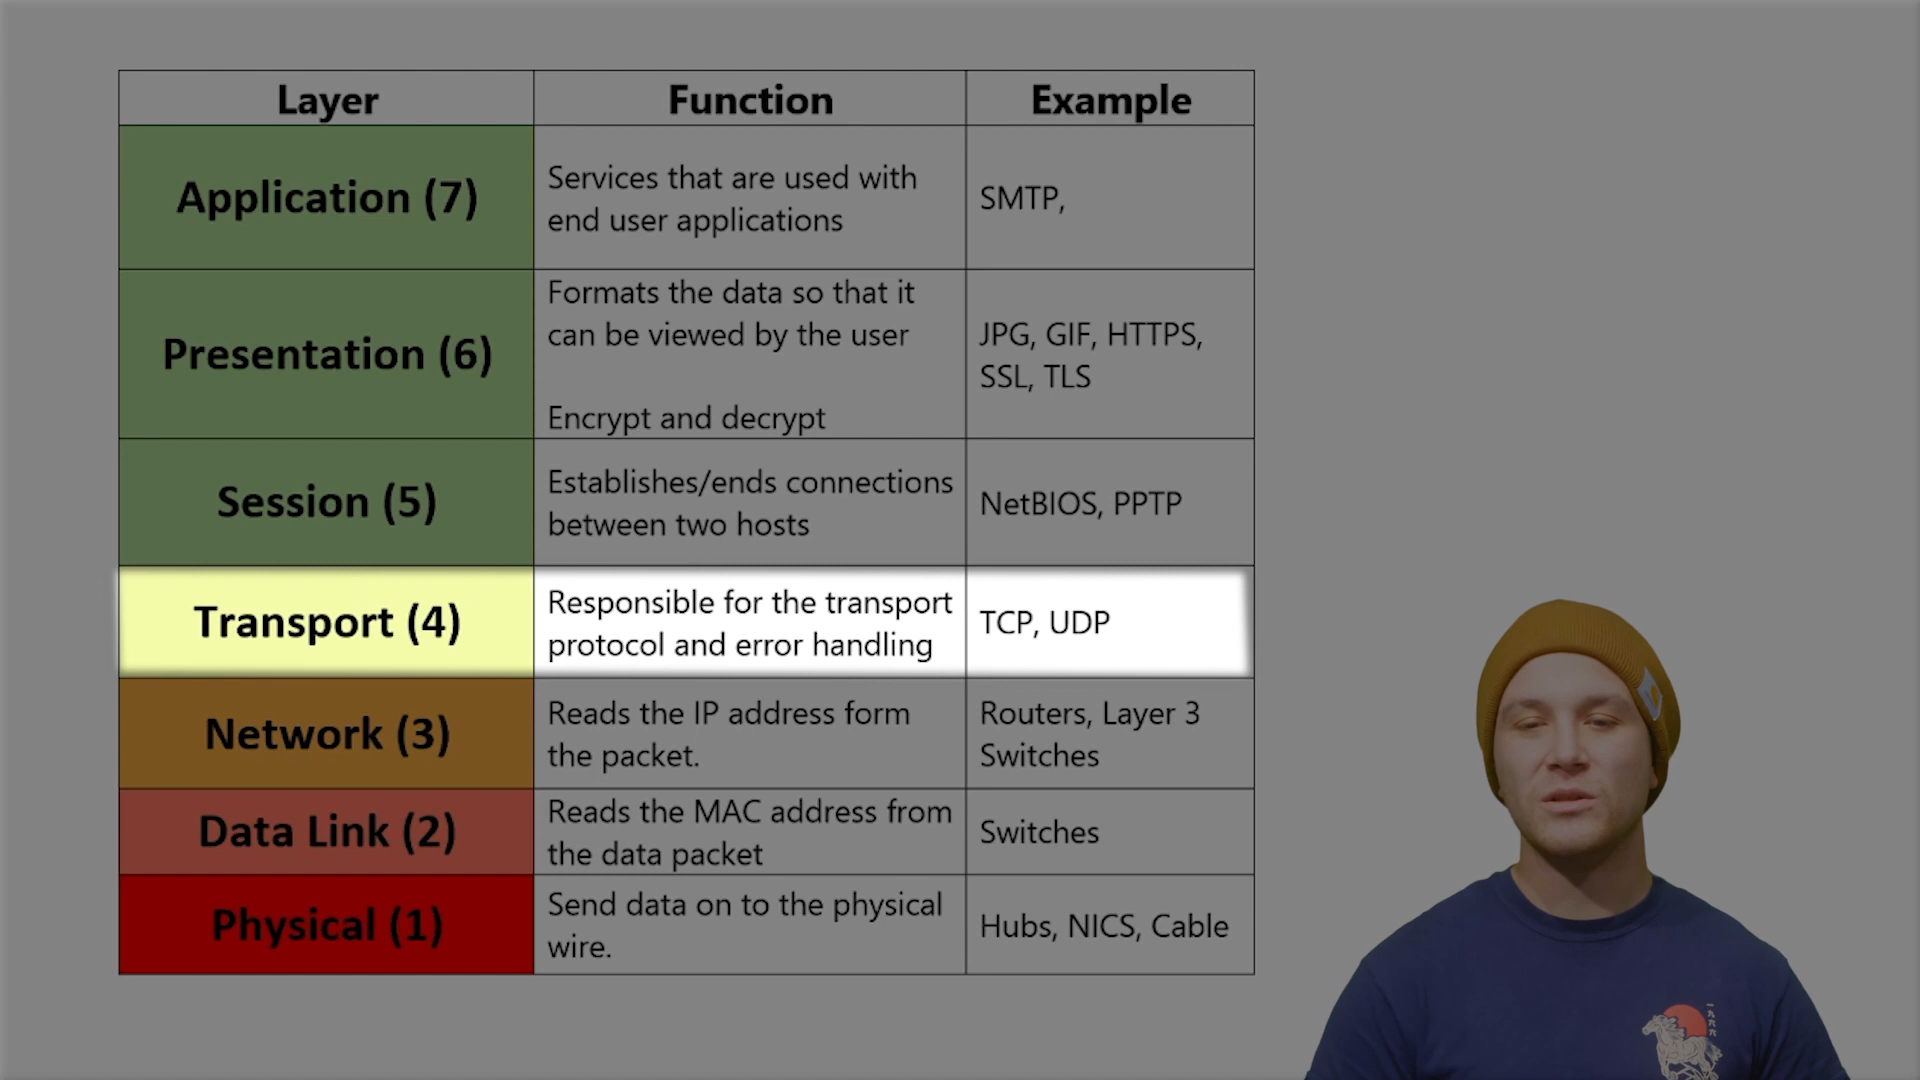 Layer Function Example
Application (7)
Services that are used with
end user applications
SMTP,
Presentation (6)
Formats the data so that it
can be viewed by the user
Encrypt and decrypt
JPG, GIF, HTTPS,
SSL, TLS
Session (5)
Establishes/ends connections
between two hosts
NetBIOS, PPTP
Transport (4)
Responsible for the transport
protocol and error handling
TCP, UDP
Network (3)
Reads the IP address form
the packet.
Routers, Layer 3
Switches
Data Link (2)
Reads the MAC address from
the data packet
Switches
Physical (1)
Send data on to the physical
wire.
Hubs, NICS, Cable